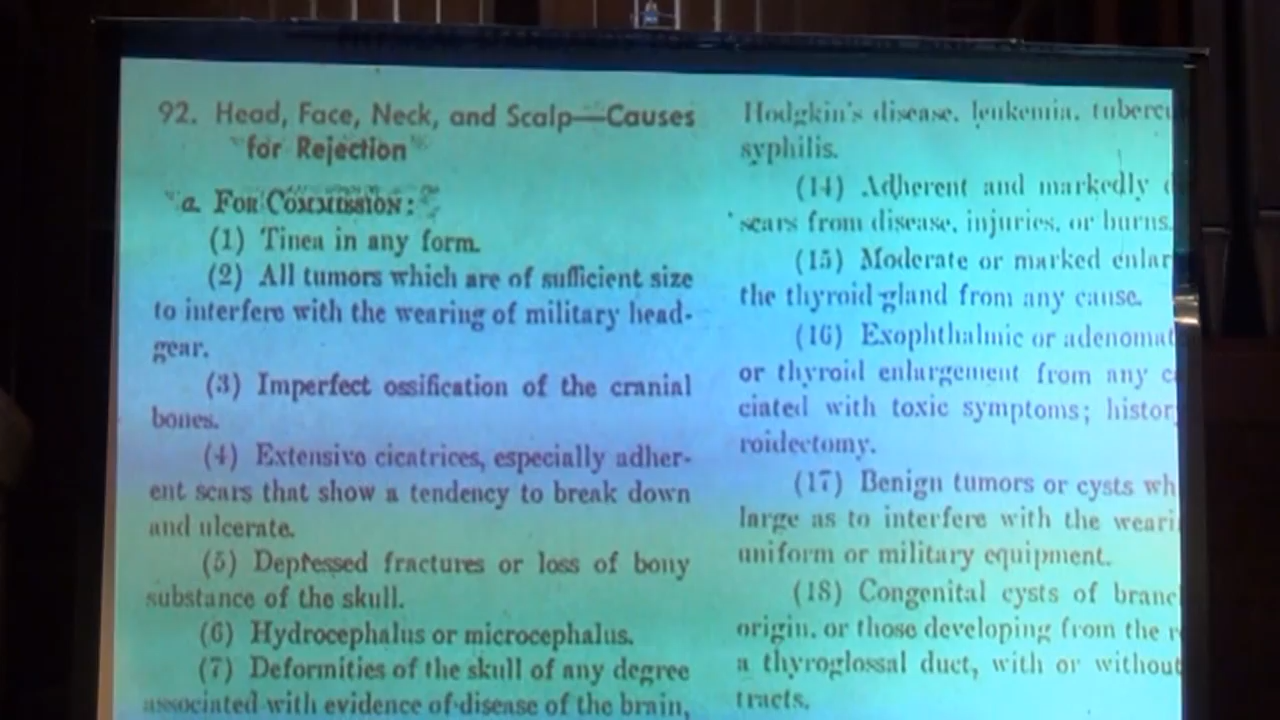 92. Head, Face, Neck, and Scalp—Causes
for Rejection
a. FOR COMMISSION:
(1) Tinea in any form.
(2) All tumors which are of sufficient size
to interfere with the wearing of military head-
gear.
(3) Imperfect ossification of the cranial
bones.
(4) Extensive cicatrices, especially adher-
ent scars that show a tendency to break down
and ulcerate.
(5) Depressed fractures or loss of bony
substance of the skull.
(6) Hydrocephalus or microcephalus.
(7) Deformities of the skull of any degree
associated with evidence of disease of the brain,
Hodgkin's disease, leukemia,
syphilis.
(14) Adherent and markedly
scars from disease, injuries, or burns.
(15) Moderate or marked
the thyroid gland from any cause.
(16) Exophthalmic or
or thyroid enlargement from any
ciated with toxic symptoms;
roidectomy.
(17) Benign tumors or cysts
large as to interfere with the
uniform or military equipment.
(18) Congenital cysts of
origin, or those developing from the
a thyroglossal duct, with or without
tracts.